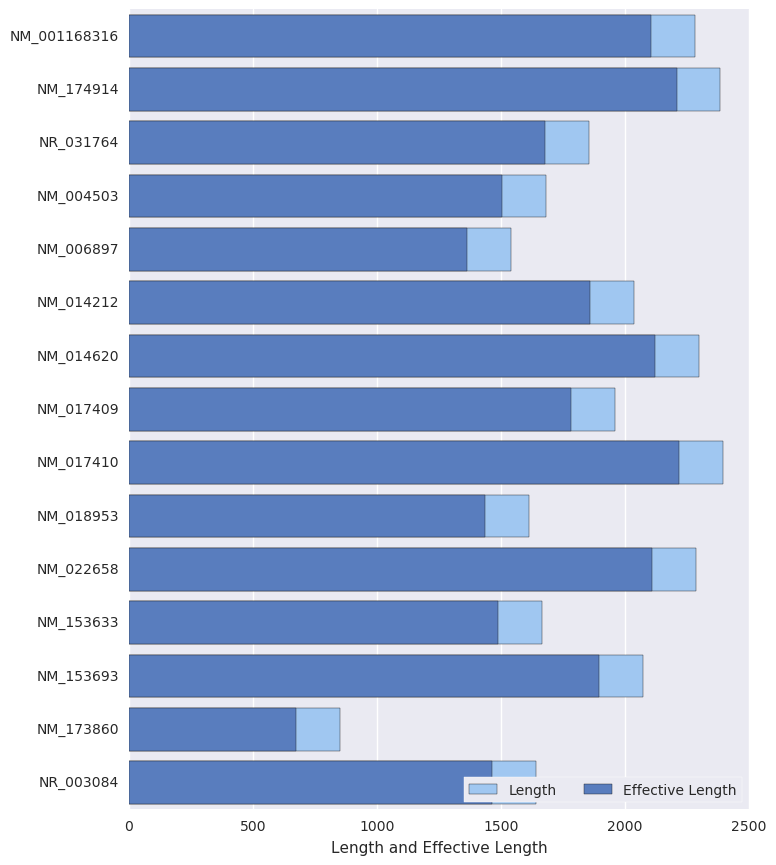 NM_001168316
NM_174914
NR_031764
NM_004503
NM_006897
NM_014212
NM_014620
NM_017409
NM_017410
NM_018953
NM_022658
NM_153633
NM_153693
NM_173860
NR_003084
Length Effective Length
0 500 1000 1500 2000 2500
Length and Effective Length